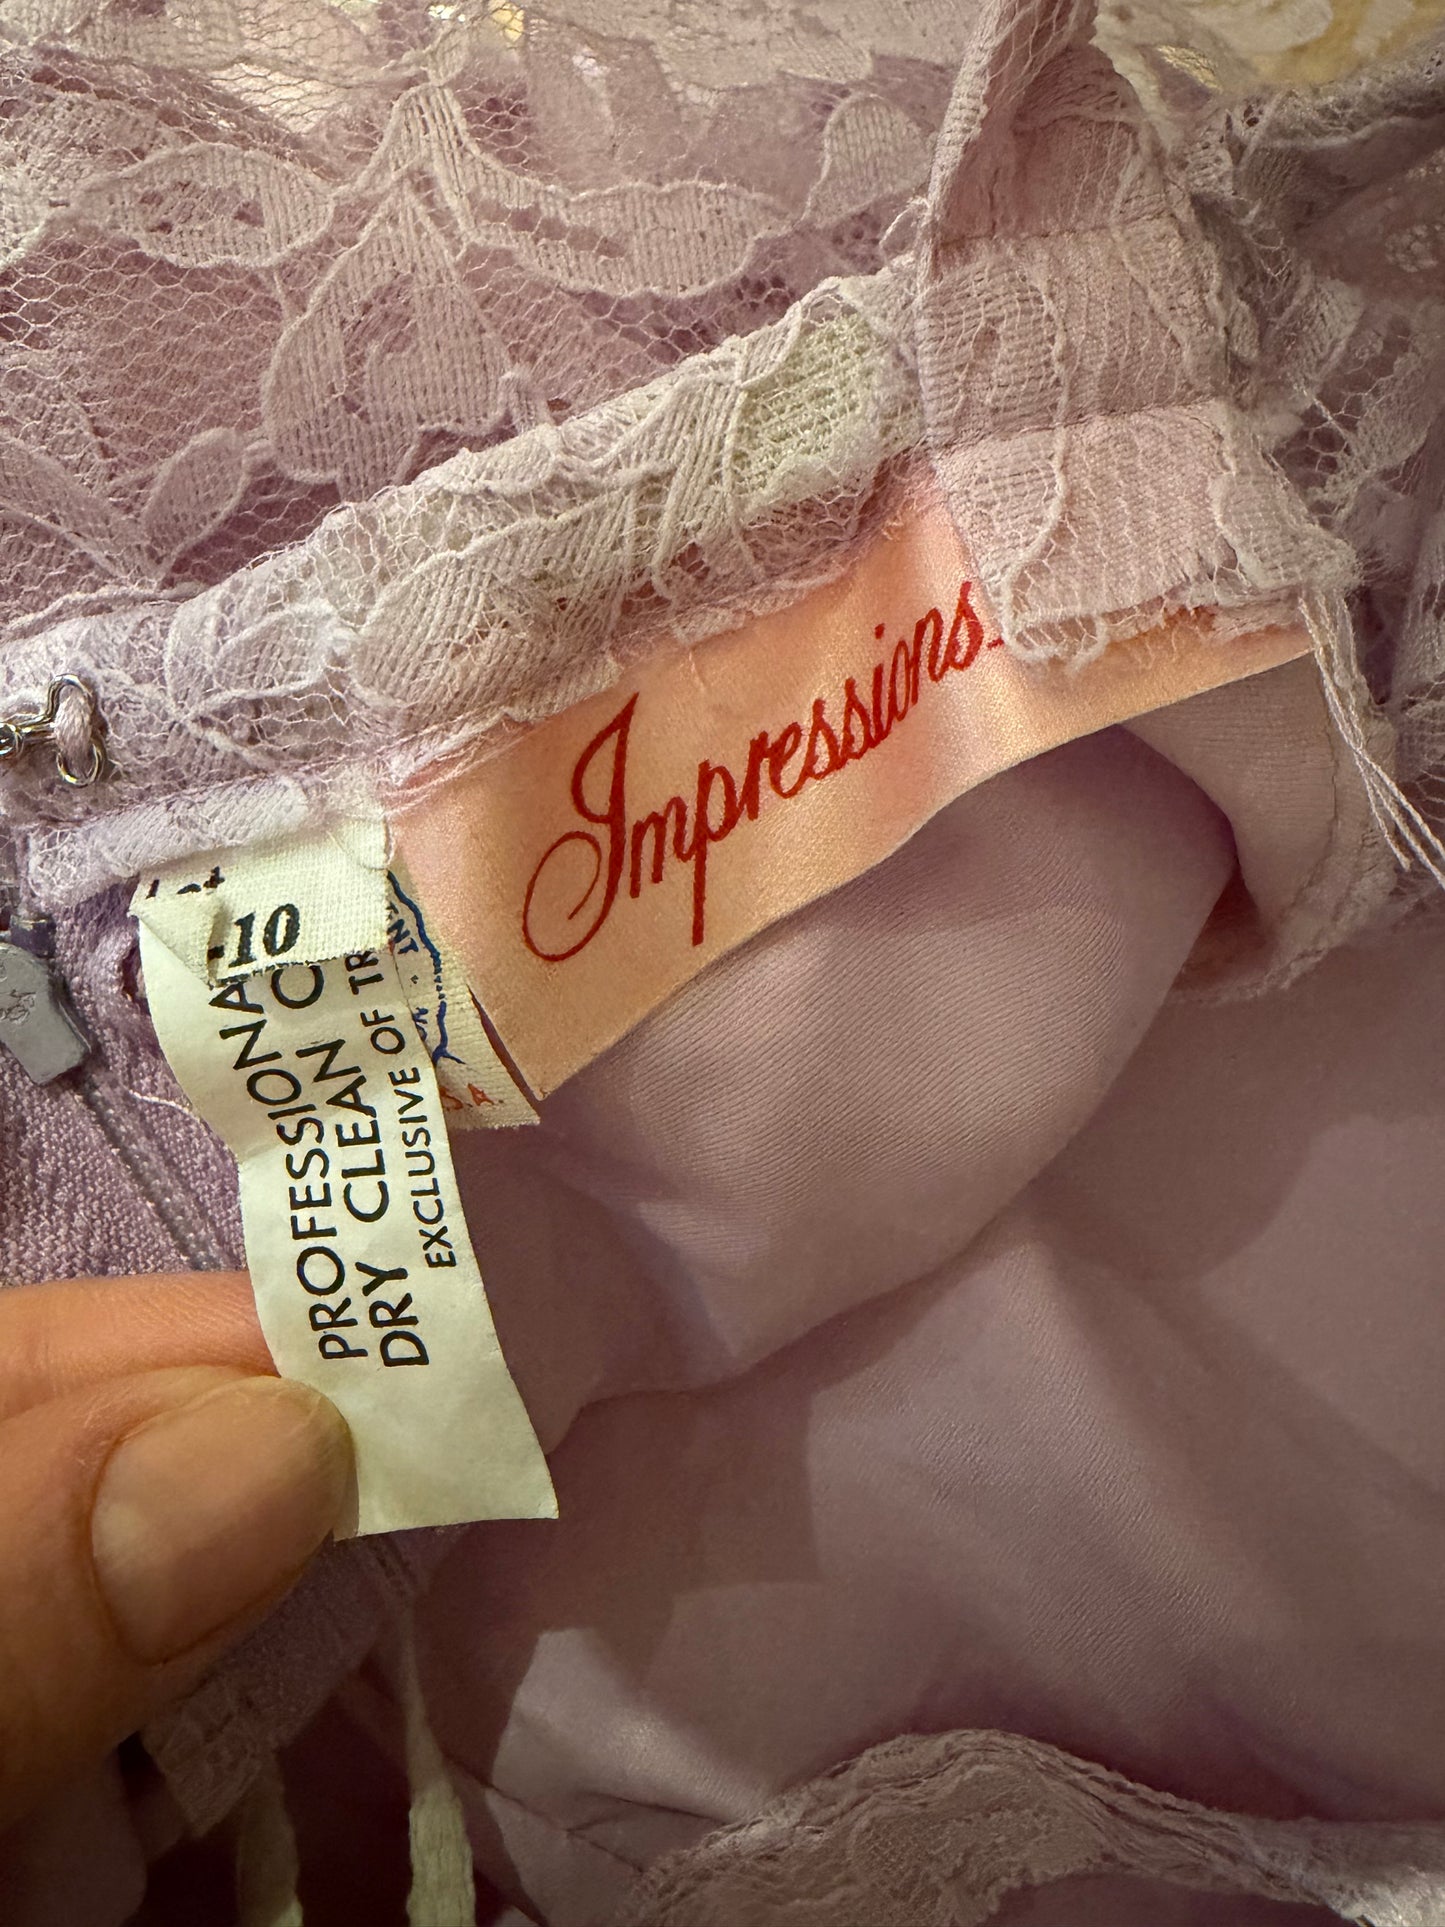 Impressions
10
PROFESSIONA
DRY CLEAN C
EXCLUSIVE OF TR
S.A.